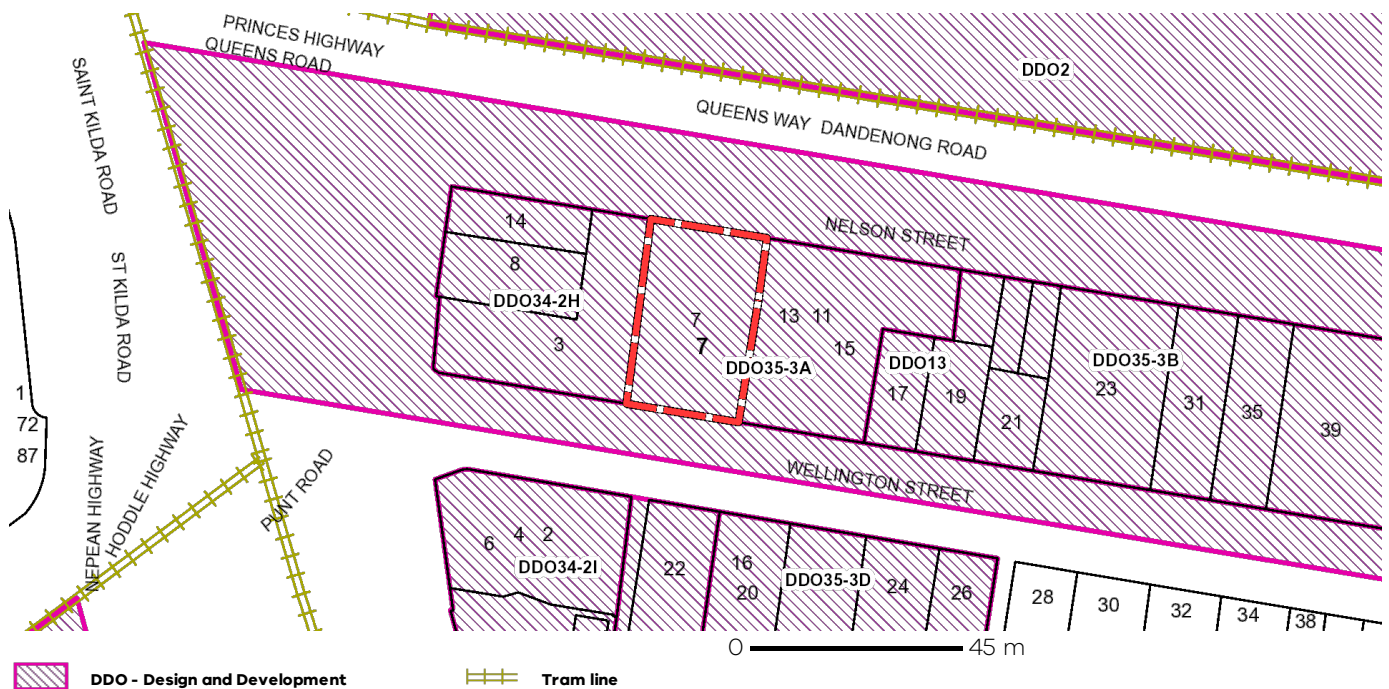 PRINCES HIGHWAY
QUEENS ROAD
DDO2
SAINT KILDA ROAD
QUEENS WAY DANDENONG ROAD
NELSON STREET
14
8
DDO34-2H
3
7
7
13 11
15
DDO35-3A
DDO13
17
19
21
DDO35-3B
23
31
35
39
ST KILDA ROAD
1
72
87
NEPEAN HIGHWAY
HODDLE HIGHWAY
PUNT ROAD
WELLINGTON STREET
6 4 2
DDO34-2I
22
16
20
DDO35-3D
24
26
28
30
32
34
38
0 45 m
DDO - Design and Development
Tram line